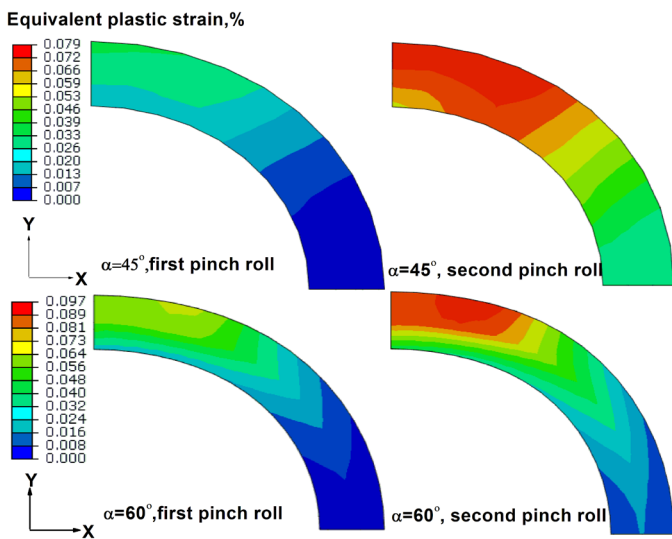 Equivalent plastic strain,%
0.079
0.072
0.066
0.059
0.053
0.046
0.039
0.033
0.026
0.020
0.013
0.007
0.000
Y
X
α=45°,first pinch roll
α=45°, second pinch roll
0.097
0.089
0.081
0.073
0.064
0.056
0.048
0.040
0.032
0.024
0.016
0.008
0.000
Y
X
α=60°,first pinch roll
α=60°, second pinch roll